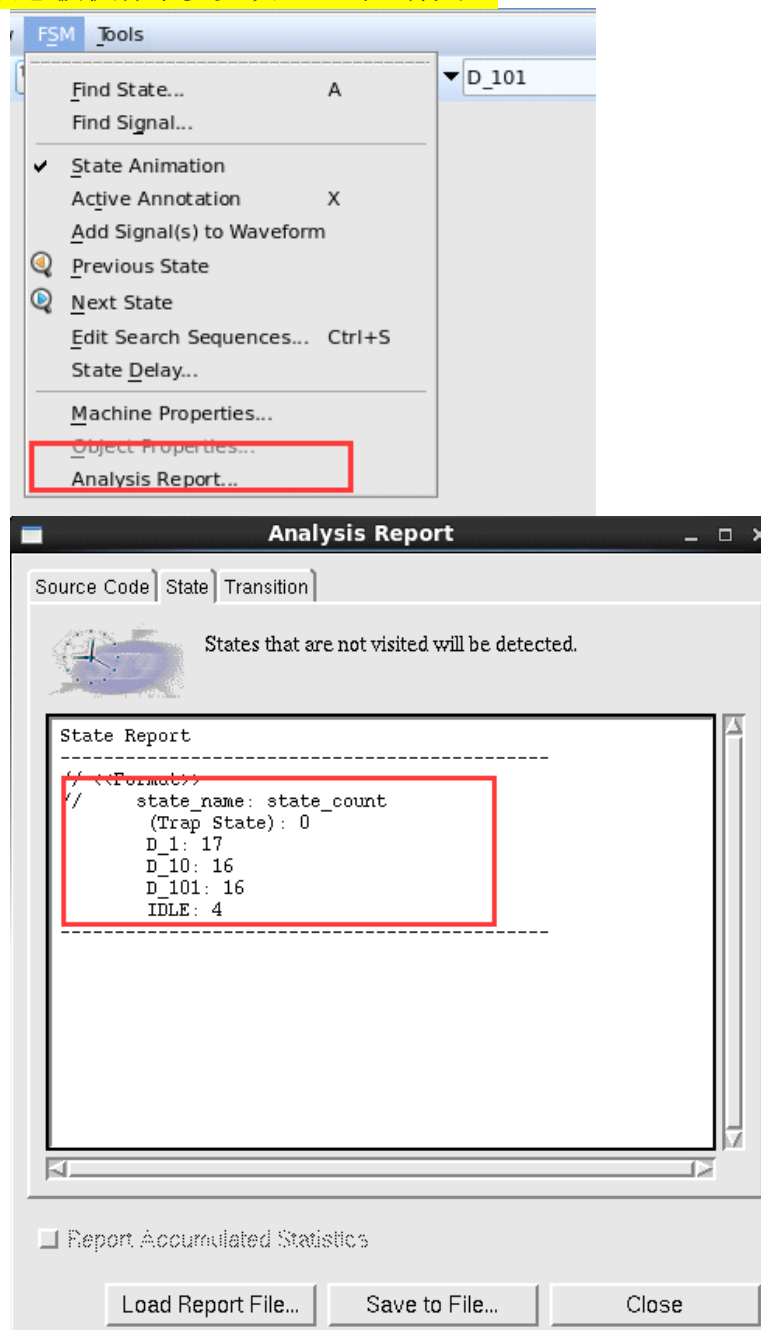 FSM Tools
D_101
Find State... A
Find Signal...
State Animation
Active Annotation X
Add Signal(s) to Waveform
Previous State
Next State
Edit Search Sequences... Ctrl+S
State Delay...
Machine Properties...
Object Properties...
Analysis Report...
Analysis Report
Source Code State Transition
States that are not visited will be detected.
State Report
---------------------------------------------
// <<Format>>
// state_name: state_count
(Trap State): 0
D_1: 17
D_10: 16
D_101: 16
IDLE: 4
---------------------------------------------
Report Accumulated Statistics
Load Report File... Save to File... Close